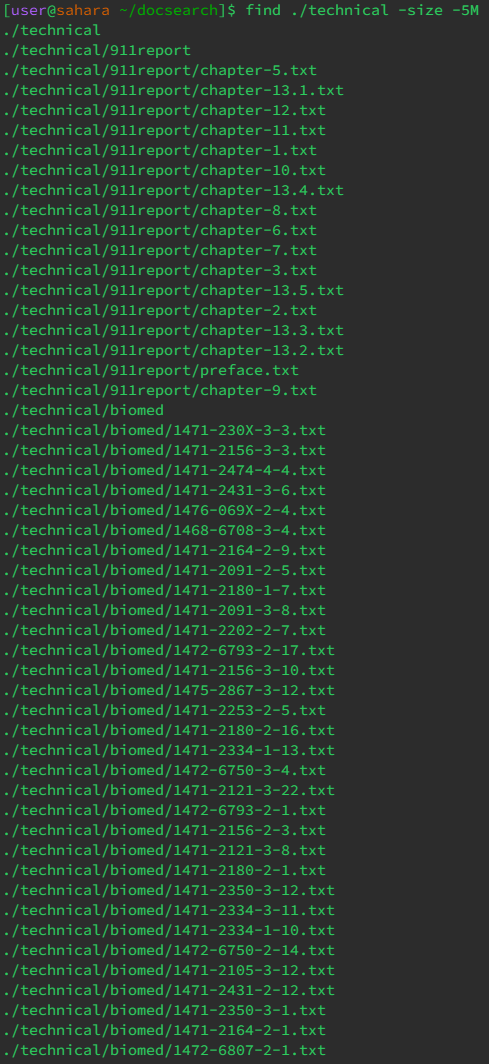 [user@sahara ~/docsearch]$ find ./technical -size -5M
./technical
./technical/911report
./technical/911report/chapter-5.txt
./technical/911report/chapter-13.1.txt
./technical/911report/chapter-12.txt
./technical/911report/chapter-11.txt
./technical/911report/chapter-1.txt
./technical/911report/chapter-10.txt
./technical/911report/chapter-13.4.txt
./technical/911report/chapter-8.txt
./technical/911report/chapter-6.txt
./technical/911report/chapter-7.txt
./technical/911report/chapter-3.txt
./technical/911report/chapter-13.5.txt
./technical/911report/chapter-2.txt
./technical/911report/chapter-13.3.txt
./technical/911report/chapter-13.2.txt
./technical/911report/preface.txt
./technical/911report/chapter-9.txt
./technical/biomed
./technical/biomed/1471-230X-3-3.txt
./technical/biomed/1471-2156-3-3.txt
./technical/biomed/1471-2474-4-4.txt
./technical/biomed/1471-2431-3-6.txt
./technical/biomed/1476-069X-2-4.txt
./technical/biomed/1468-6708-3-4.txt
./technical/biomed/1471-2164-2-9.txt
./technical/biomed/1471-2091-2-5.txt
./technical/biomed/1471-2180-1-7.txt
./technical/biomed/1471-2091-3-8.txt
./technical/biomed/1471-2202-2-7.txt
./technical/biomed/1472-6793-2-17.txt
./technical/biomed/1471-2156-3-10.txt
./technical/biomed/1475-2867-3-12.txt
./technical/biomed/1471-2253-2-5.txt
./technical/biomed/1471-2180-2-16.txt
./technical/biomed/1471-2334-1-13.txt
./technical/biomed/1472-6750-3-4.txt
./technical/biomed/1471-2121-3-22.txt
./technical/biomed/1472-6793-2-1.txt
./technical/biomed/1471-2156-2-3.txt
./technical/biomed/1471-2121-3-8.txt
./technical/biomed/1471-2180-2-1.txt
./technical/biomed/1471-2350-3-12.txt
./technical/biomed/1471-2334-3-11.txt
./technical/biomed/1471-2334-1-10.txt
./technical/biomed/1472-6750-2-14.txt
./technical/biomed/1471-2105-3-12.txt
./technical/biomed/1471-2431-2-12.txt
./technical/biomed/1471-2350-3-1.txt
./technical/biomed/1471-2164-2-1.txt
./technical/biomed/1472-6807-2-1.txt